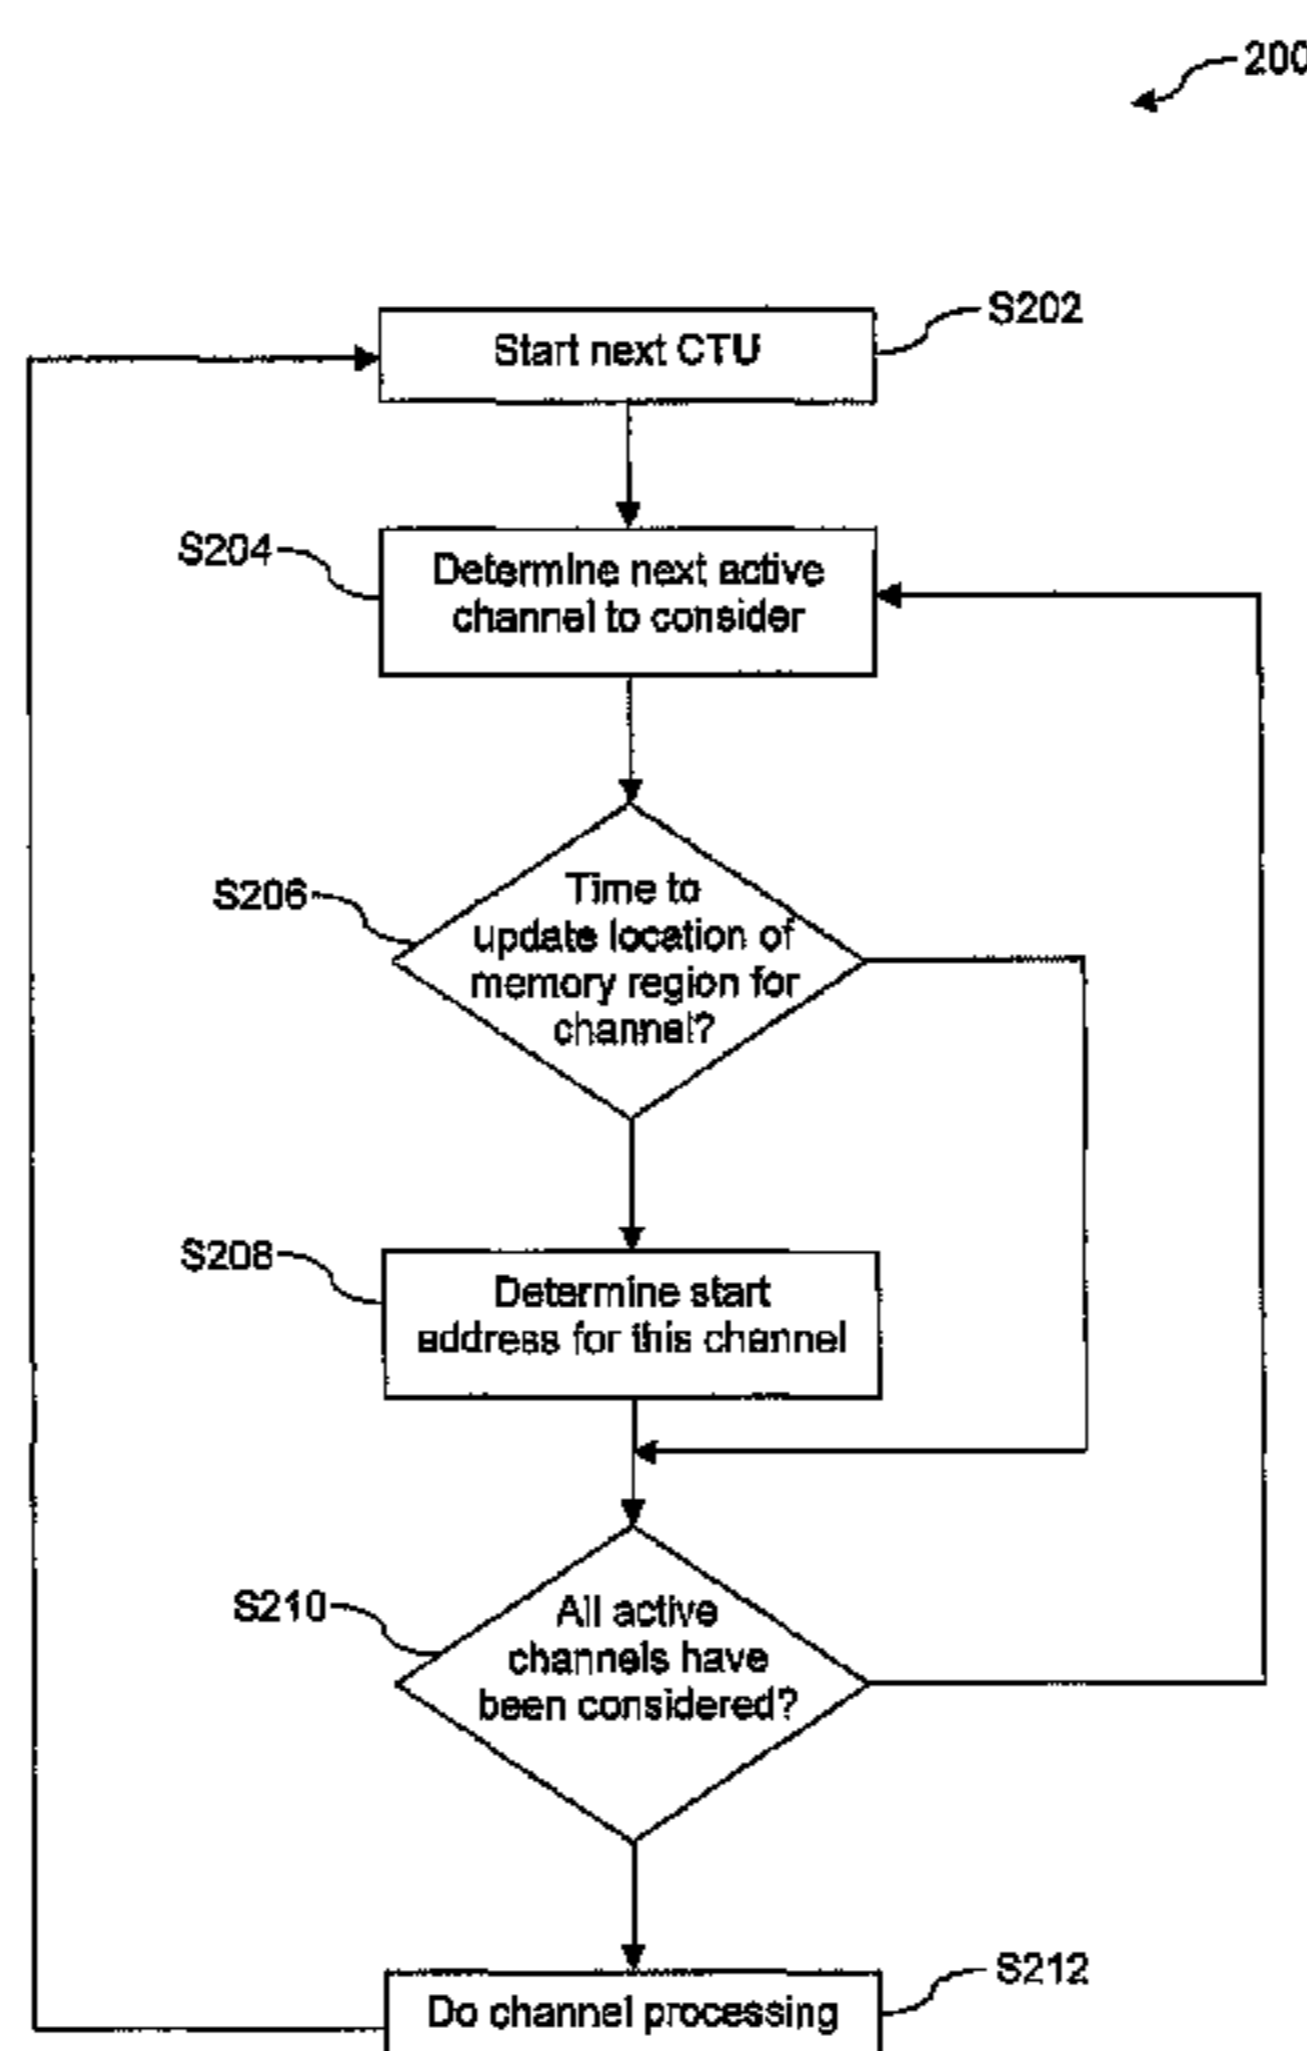 200
S202
Start next CTU
S204
Determine next active
channel to consider
S206
Time to
update location of
memory region for
channel?
S208
Determine start
address for this channel
S210
All active
channels have
been considered?
S212
Do channel processing